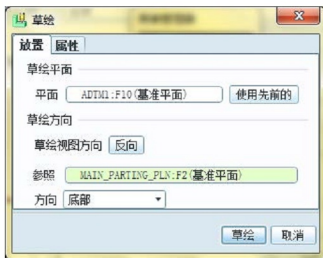 草绘
放置 属性
草绘平面
平面 ADTM1:F10(基准平面) 使用先前的
草绘方向
草绘视图方向 反向
参照 MAIN_PARTING_PLN:F2(基准平面)
方向 底部
草绘 取消